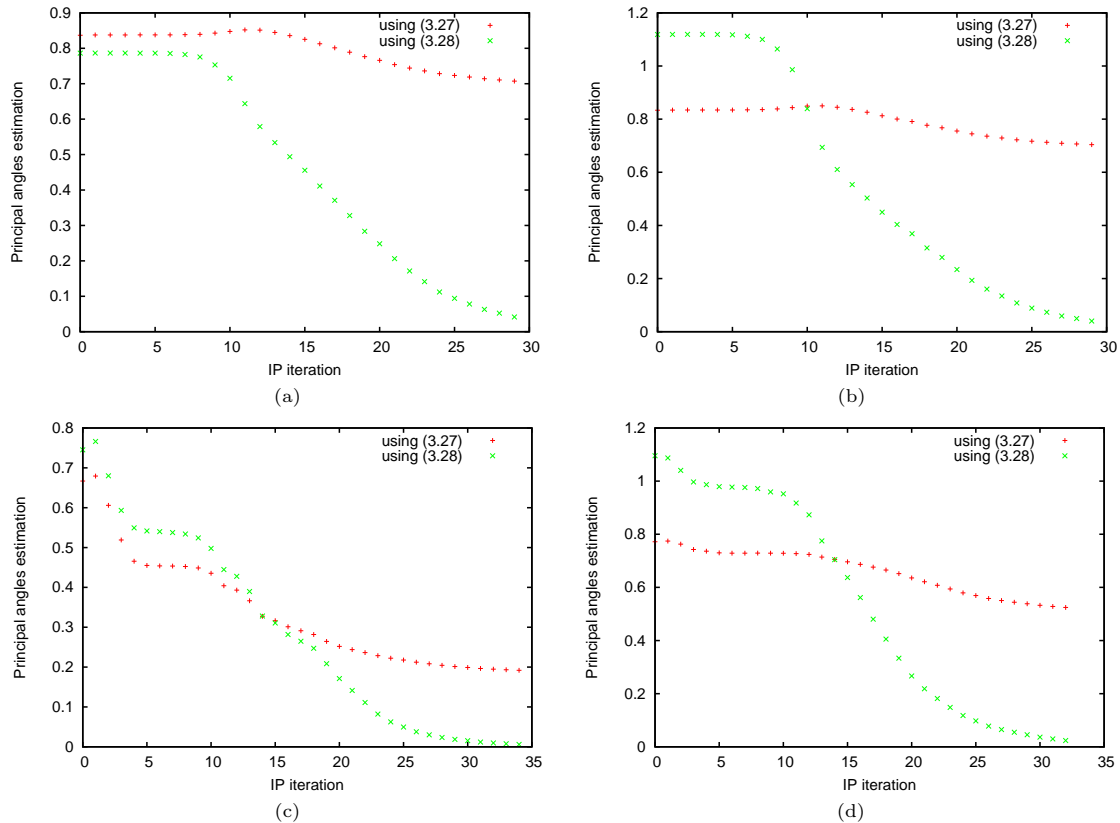 0.9
0.8
0.7
0.6
0.5
0.4
0.3
0.2
0.1
0
Principal angles estimation
using (3.27)
using (3.28)
0 5 10 15 20 25 30
IP iteration
(a)
1.2
1
0.8
0.6
0.4
0.2
0
Principal angles estimation
using (3.27)
using (3.28)
0 5 10 15 20 25 30
IP iteration
(b)
0.8
0.7
0.6
0.5
0.4
0.3
0.2
0.1
0
Principal angles estimation
using (3.27)
using (3.28)
0 5 10 15 20 25 30 35
IP iteration
(c)
1.2
1
0.8
0.6
0.4
0.2
0
Principal angles estimation
using (3.27)
using (3.28)
0 5 10 15 20 25 30 35
IP iteration
(d)